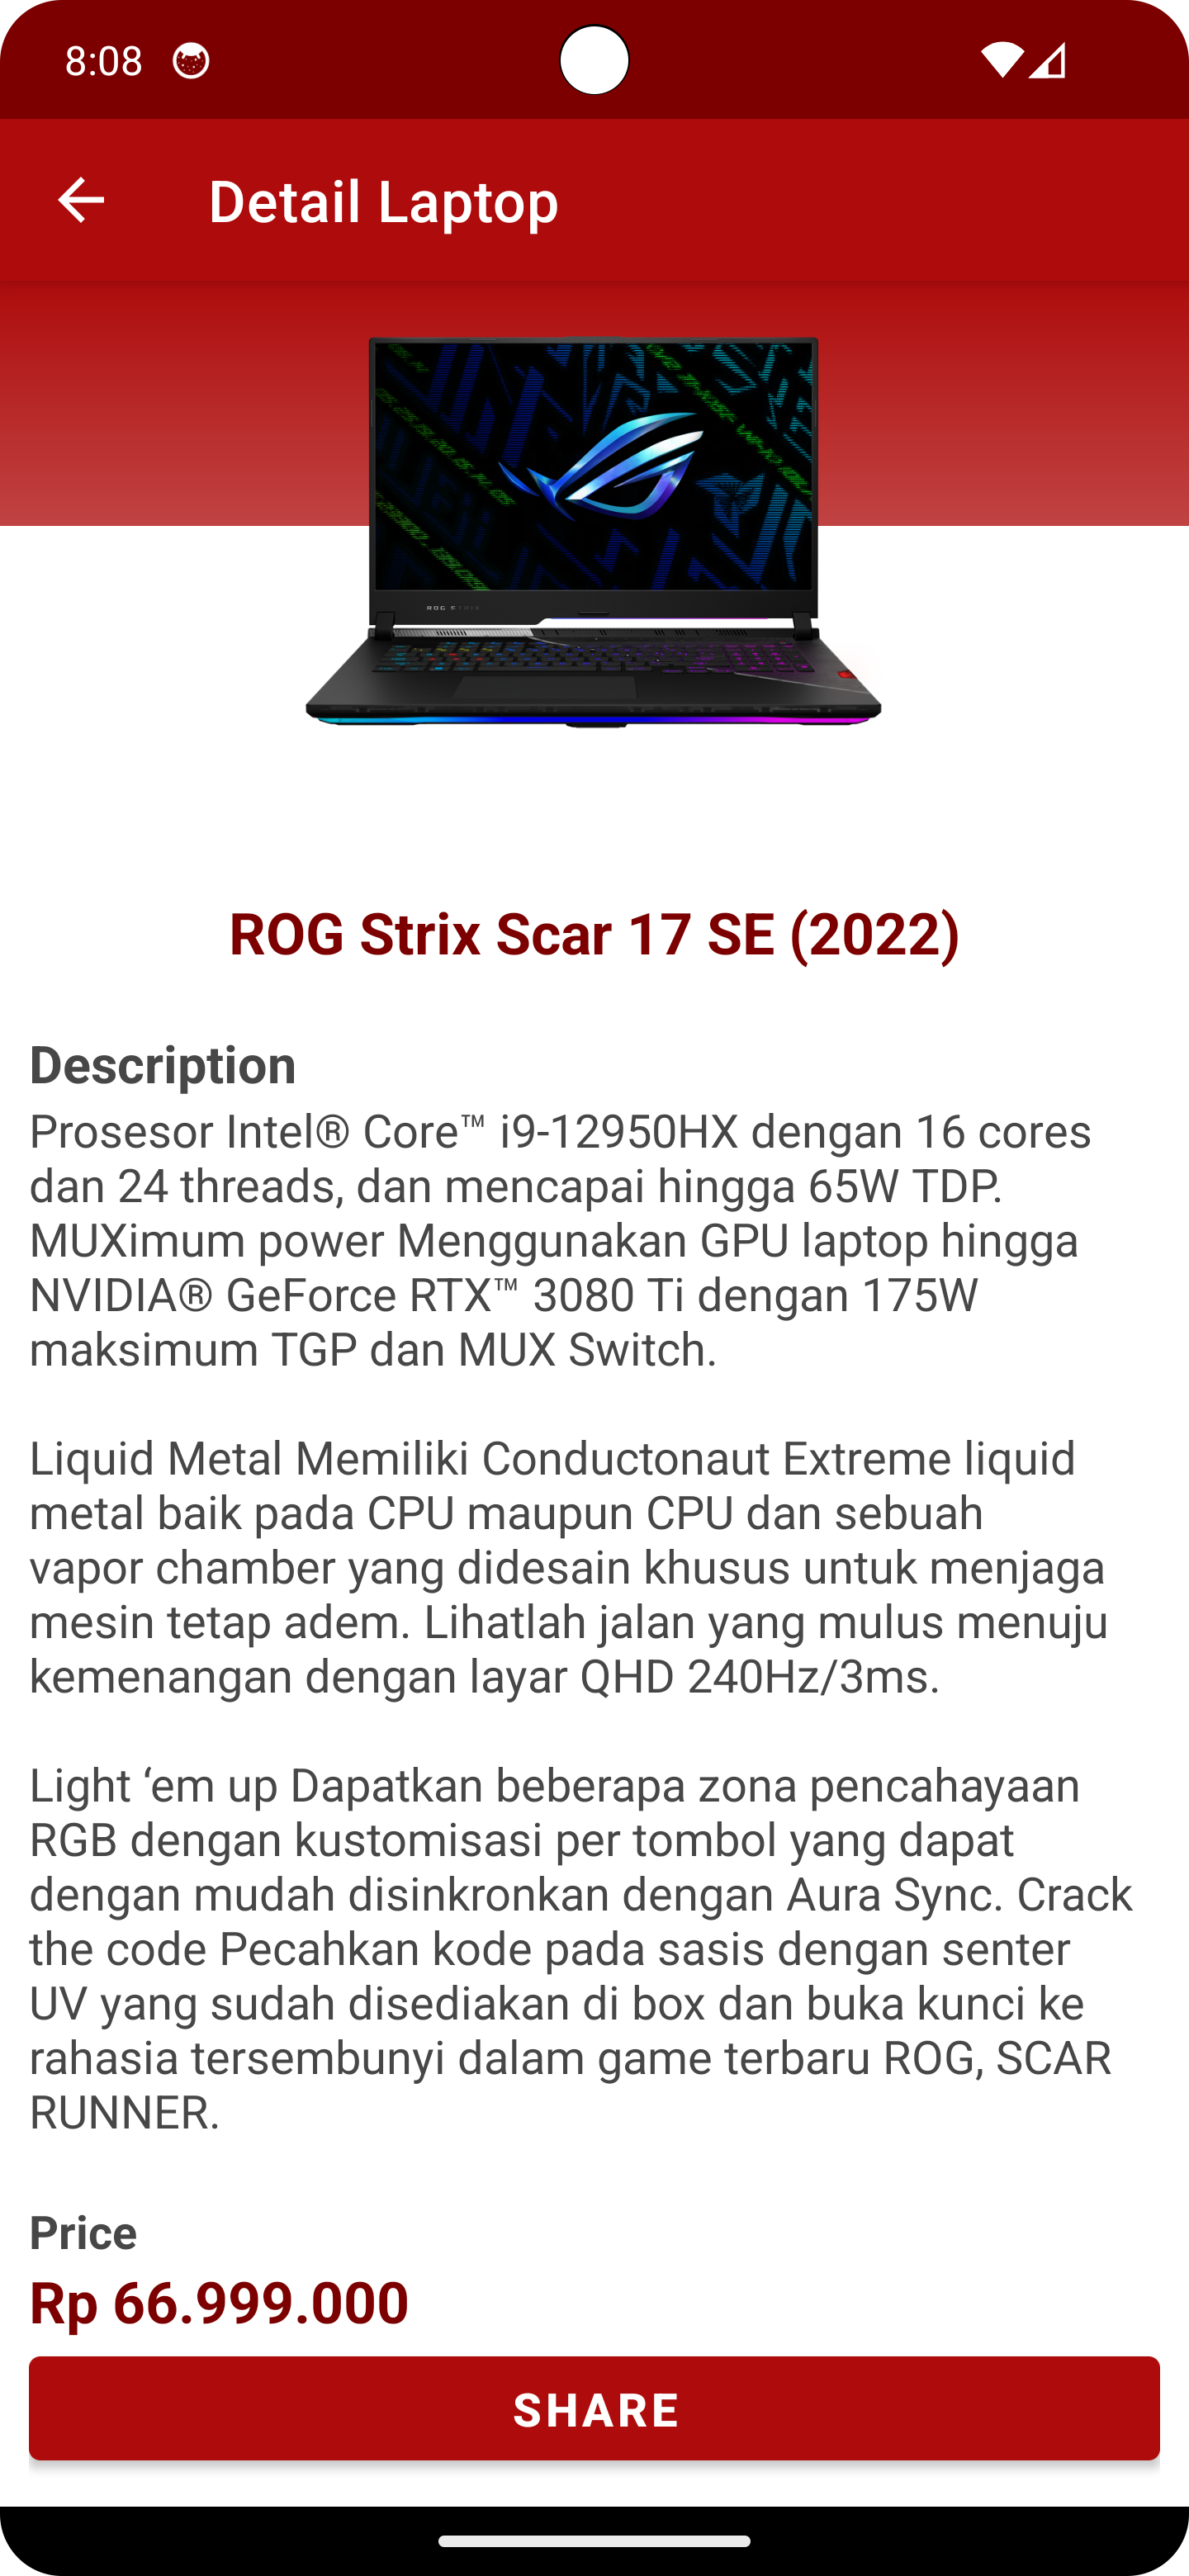 8:08
Detail Laptop
ROG STRIX
ROG Strix Scar 17 SE (2022)
Description
Prosesor Intel® Core™ i9-12950HX dengan 16 cores
dan 24 threads, dan mencapai hingga 65W TDP.
MUXimum power Menggunakan GPU laptop hingga
NVIDIA® GeForce RTX™ 3080 Ti dengan 175W
maksimum TGP dan MUX Switch.
Liquid Metal Memiliki Conductonaut Extreme liquid
metal baik pada CPU maupun CPU dan sebuah
vapor chamber yang didesain khusus untuk menjaga
mesin tetap adem. Lihatlah jalan yang mulus menuju
kemenangan dengan layar QHD 240Hz/3ms.
Light ‘em up Dapatkan beberapa zona pencahayaan
RGB dengan kustomisasi per tombol yang dapat
dengan mudah disinkronkan dengan Aura Sync. Crack
the code Pecahkan kode pada sasis dengan senter
UV yang sudah disediakan di box dan buka kunci ke
rahasia tersembunyi dalam game terbaru ROG, SCAR
RUNNER.
Price
Rp 66.999.000
SHARE